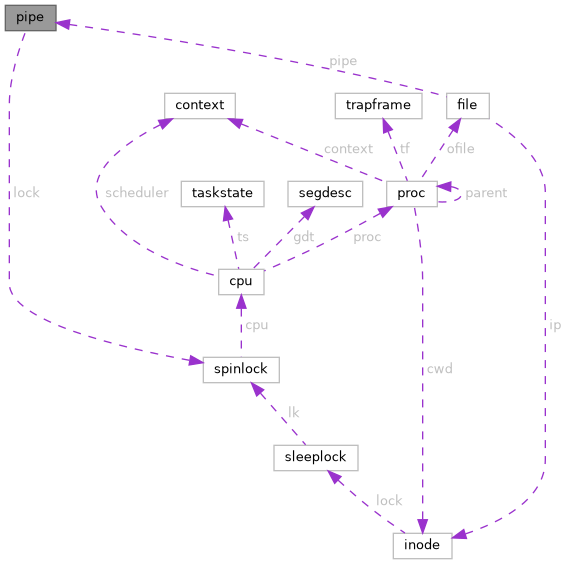 pipe
pipe
context
trapframe
file
context
tf
ofile
lock
scheduler
taskstate
segdesc
proc
parent
ts
gdt
proc
cpu
cpu
ip
spinlock
cwd
lk
sleeplock
lock
inode